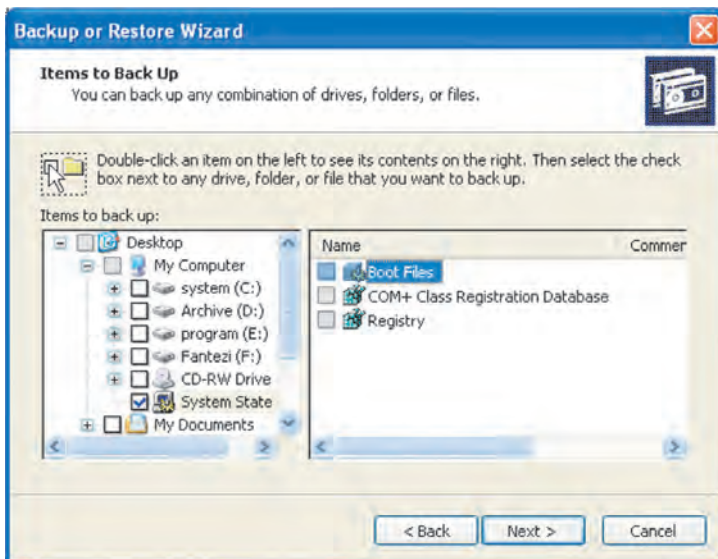 Backup or Restore Wizard
Items to Back Up
You can back up any combination of drives, folders, or files.
Double-click an item on the left to see its contents on the right. Then select the check
box next to any drive, folder, or file that you want to back up.
Items to back up:
Desktop
My Computer
system (C:)
Archive (D:)
program (E:)
Fantezi (F:)
CD-RW Drive
System State
My Documents
Name Commer
Boot Files
COM+ Class Registration Database
Registry
< Back Next > Cancel